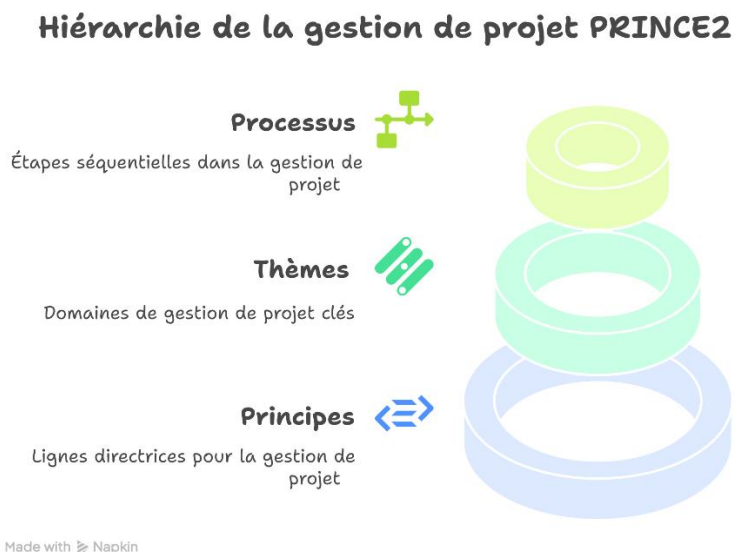 Hiérarchie de la gestion de projet PRINCE2
Processus
Étapes séquentielles dans la gestion de
projet
Thèmes
Domaines de gestion de projet clés
Principes
Lignes directrices pour la gestion de
projet
Made with Napkin